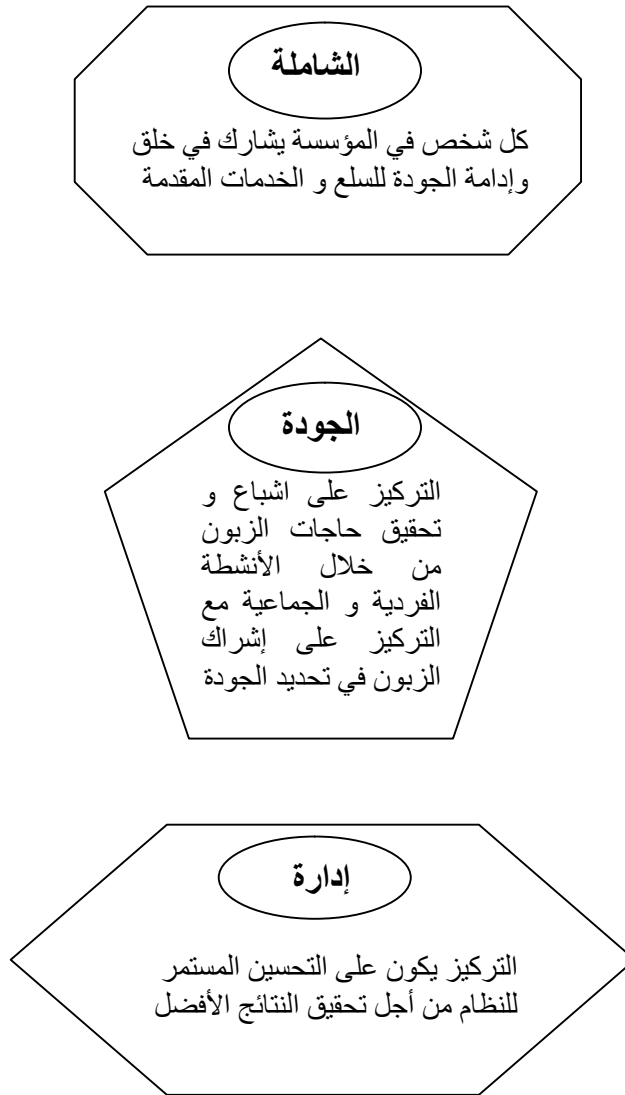 الشاملة
كل شخص في المؤسسة يشارك في خلق
وإدامة الجودة للسلع و الخدمات المقدمة
الجودة
التركيز على اشباع و
تحقيق حاجات الزبون
من خلال الأنشطة
الفردية و الجماعية مع
التركيز على إشراك
الزبون في تحديد الجودة
إدارة
التركيز يكون على التحسين المستمر
للنظام من أجل تحقيق النتائج الأفضل